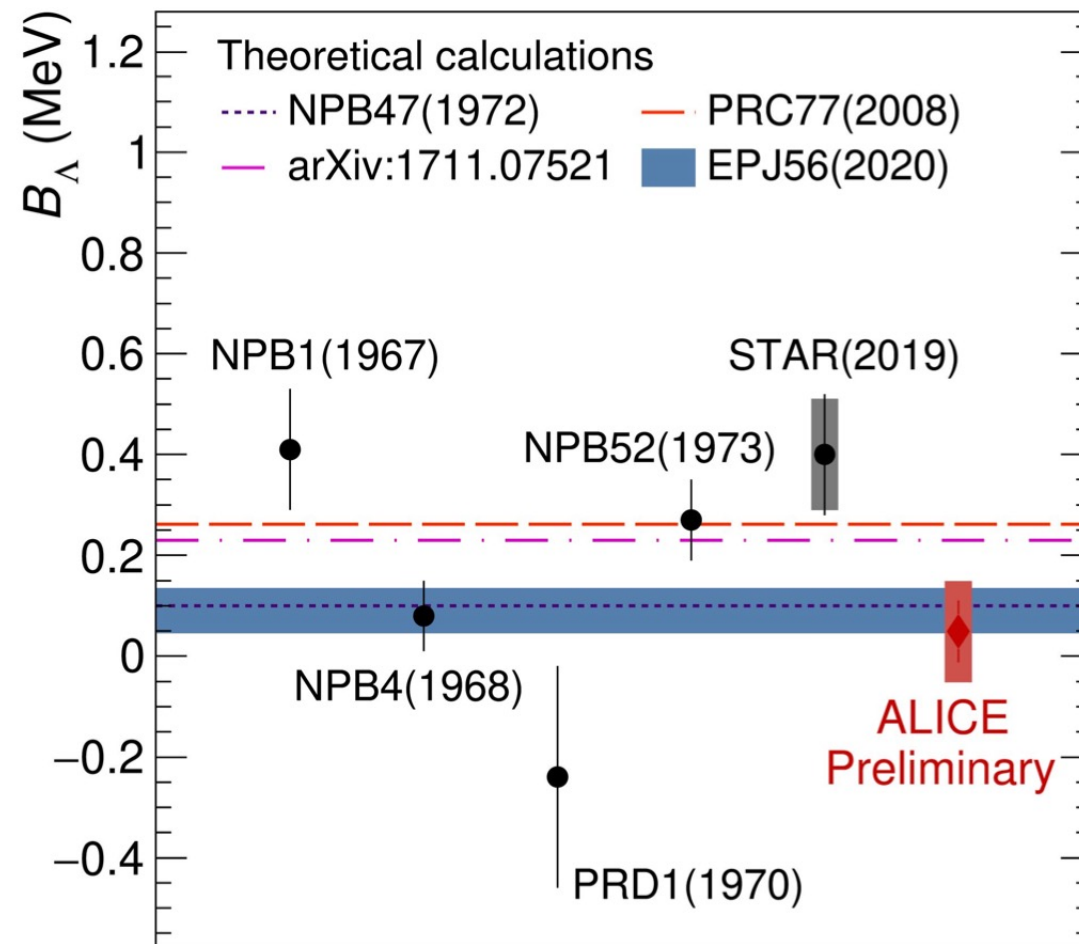 B_Λ (MeV)
1.2
1
0.8
0.6
0.4
0.2
0
−0.2
−0.4
Theoretical calculations
NPB47(1972)
PRC77(2008)
arXiv:1711.07521
EPJ56(2020)
NPB1(1967)
STAR(2019)
NPB52(1973)
NPB4(1968)
ALICE
Preliminary
PRD1(1970)